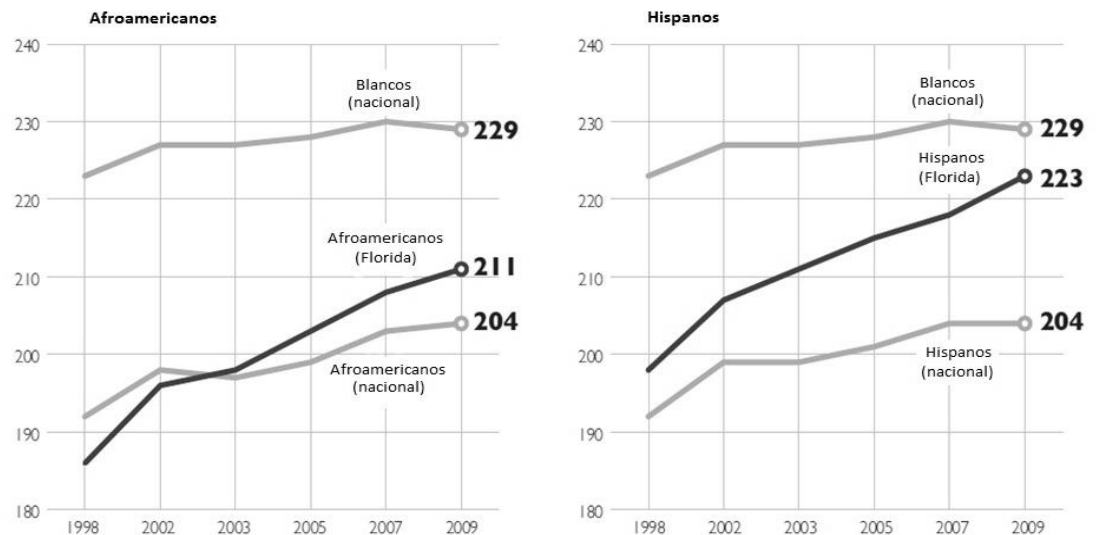 Afroamericanos
240
230
220
210
200
190
180
Blancos
(nacional)
229
Afroamericanos
(Florida)
211
204
Afroamericanos
(nacional)
1998 2002 2003 2005 2007 2009
Hispanos
240
230
220
210
200
190
180
Blancos
(nacional)
229
Hispanos
(Florida)
223
204
Hispanos
(nacional)
1998 2002 2003 2005 2007 2009